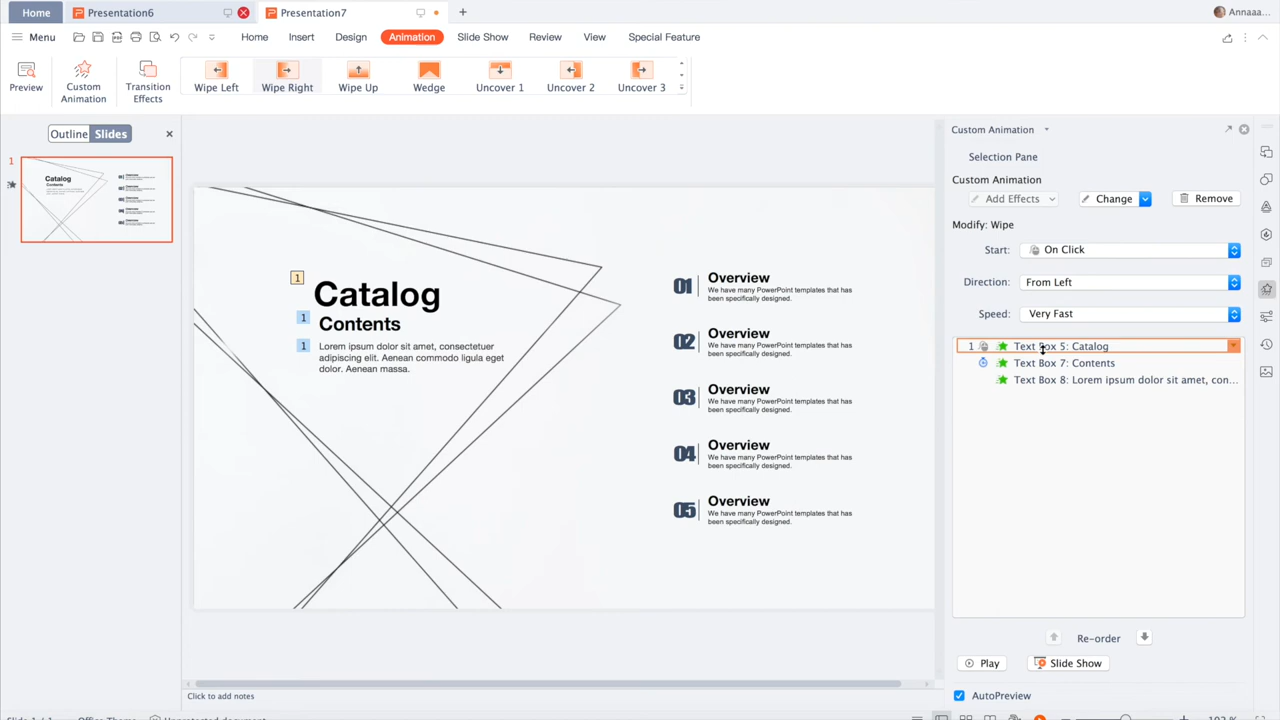 Home
Presentation6
Presentation7
Annaaa...
Menu
Home
Insert
Design
Animation
Slide Show
Review
View
Special Feature
Preview
Custom Animation
Transition Effects
Wipe Left
Wipe Right
Wipe Up
Wedge
Uncover 1
Uncover 2
Uncover 3
Outline
Slides
1
1
Catalog
1
Contents
1
Lorem ipsum dolor sit amet, consectetuer
adipiscing elit. Aenean commodo ligula eget
dolor. Aenean massa.
01
Overview
We have many PowerPoint templates that has
been specifically designed.
02
Overview
We have many PowerPoint templates that has
been specifically designed.
03
Overview
We have many PowerPoint templates that has
been specifically designed.
04
Overview
We have many PowerPoint templates that has
been specifically designed.
05
Overview
We have many PowerPoint templates that has
been specifically designed.
Custom Animation
Selection Pane
Custom Animation
Add Effects
Change
Remove
Modify: Wipe
Start:
On Click
Direction:
From Left
Speed:
Very Fast
1 Text Box 5: Catalog
Text Box 7: Contents
Text Box 8: Lorem ipsum dolor sit amet, con...
Re-order
Play
Slide Show
AutoPreview
Click to add notes